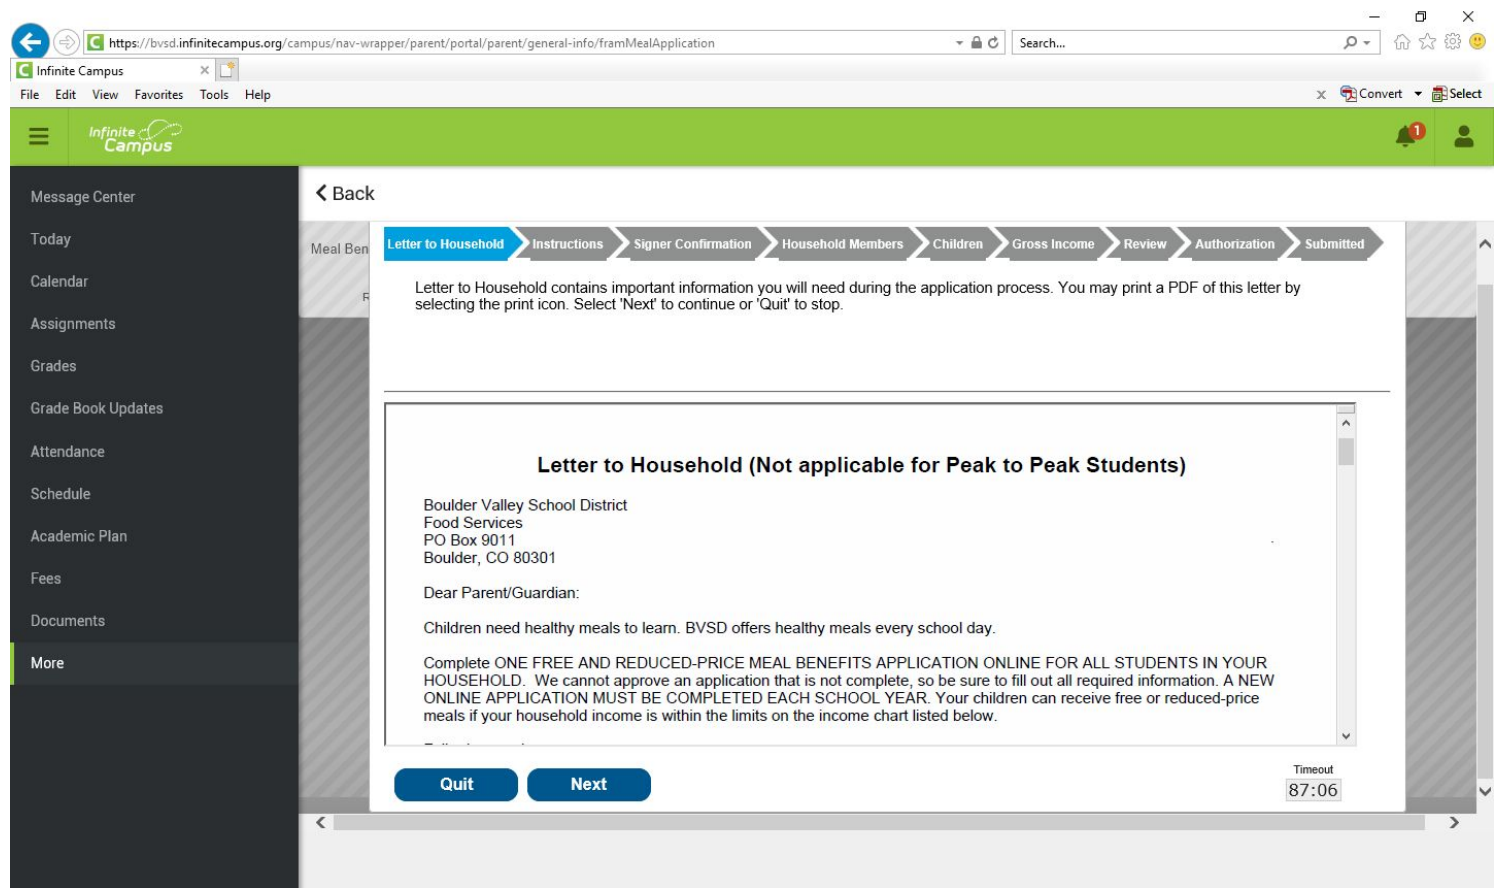 https://bvsd.infinitecampus.org/campus/nav-wrapper/parent/portal/parent/general-info/framMealApplication
Search...
Infinite Campus
File Edit View Favorites Tools Help
Convert Select
Infinite Campus
1
Message Center
Today
Calendar
Assignments
Grades
Grade Book Updates
Attendance
Schedule
Academic Plan
Fees
Documents
More
Back
Meal Ben
R
Letter to Household Instructions Signer Confirmation Household Members Children Gross Income Review Authorization Submitted
Letter to Household contains important information you will need during the application process. You may print a PDF of this letter by
selecting the print icon. Select 'Next' to continue or 'Quit' to stop.
Letter to Household (Not applicable for Peak to Peak Students)
Boulder Valley School District
Food Services
PO Box 9011
Boulder, CO 80301
Dear Parent/Guardian:
Children need healthy meals to learn. BVSD offers healthy meals every school day.
Complete ONE FREE AND REDUCED-PRICE MEAL BENEFITS APPLICATION ONLINE FOR ALL STUDENTS IN YOUR
HOUSEHOLD. We cannot approve an application that is not complete, so be sure to fill out all required information. A NEW
ONLINE APPLICATION MUST BE COMPLETED EACH SCHOOL YEAR. Your children can receive free or reduced-price
meals if your household income is within the limits on the income chart listed below.
Quit Next
Timeout
87:06